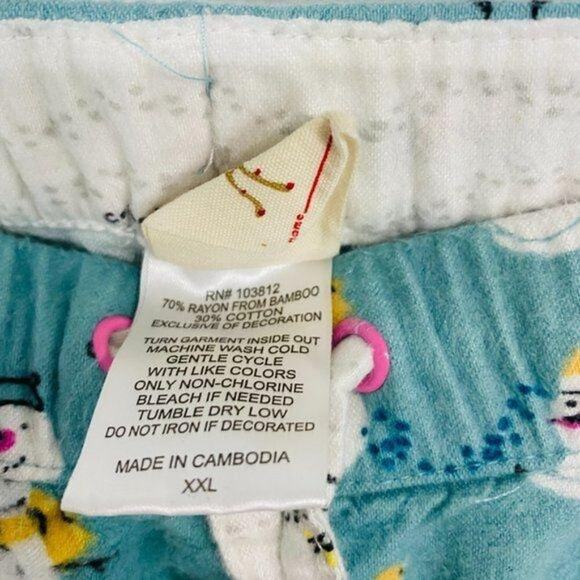 name
RN# 103812
70% RAYON FROM BAMBOO
30% COTTON
EXCLUSIVE OF DECORATION
TURN GARMENT INSIDE OUT
MACHINE WASH COLD
GENTLE CYCLE
WITH LIKE COLORS
ONLY NON-CHLORINE
BLEACH IF NEEDED
TUMBLE DRY LOW
DO NOT IRON IF DECORATED
MADE IN CAMBODIA
XXL